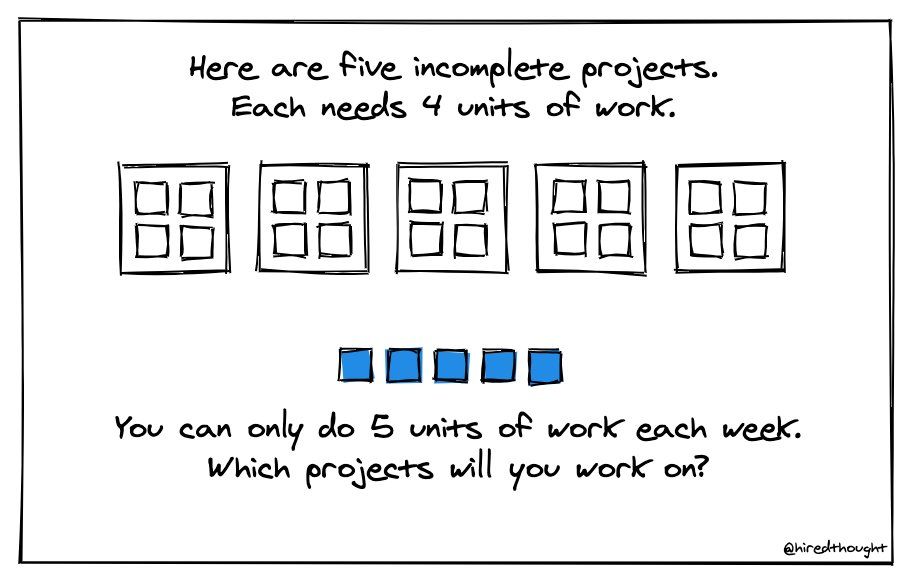 Here are five incomplete projects.
Each needs 4 units of work.
You can only do 5 units of work each week.
Which projects will you work on?
@hiredthought